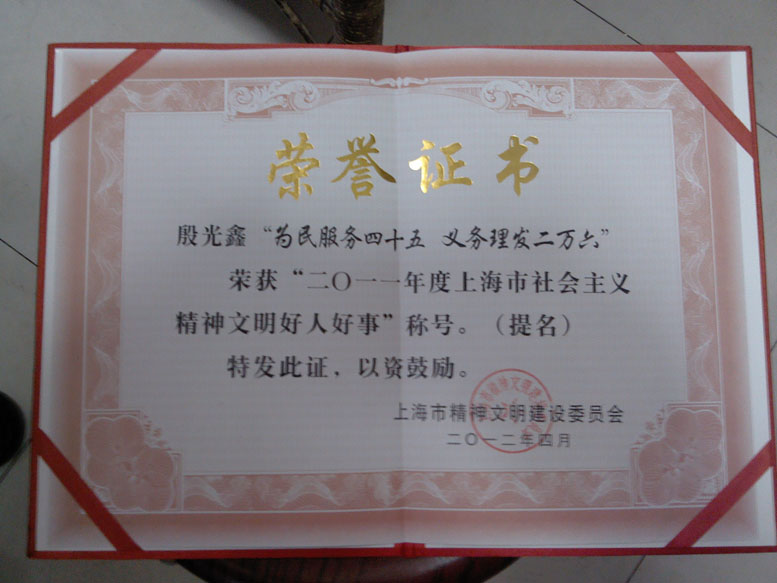 荣誉证书
殷光鑫“为民服务四十五 义务理发二万六”
荣获“二〇一一年度上海市社会主义
精神文明好人好事”称号。(提名)
特发此证，以资鼓励。
上海市精神文明建设委员会
二〇一二年四月